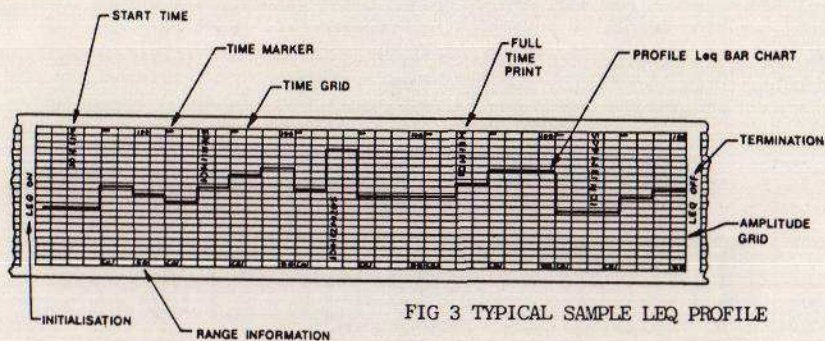 START TIME
TIME MARKER
TIME GRID
FULL
TIME
PRINT
PROFILE Leq BAR CHART
TERMINATION
AMPLITUDE
GRID
LEQ ON
LEQ OFF
INITIALISATION
RANGE INFORMATION
FIG 3 TYPICAL SAMPLE LEQ PROFILE